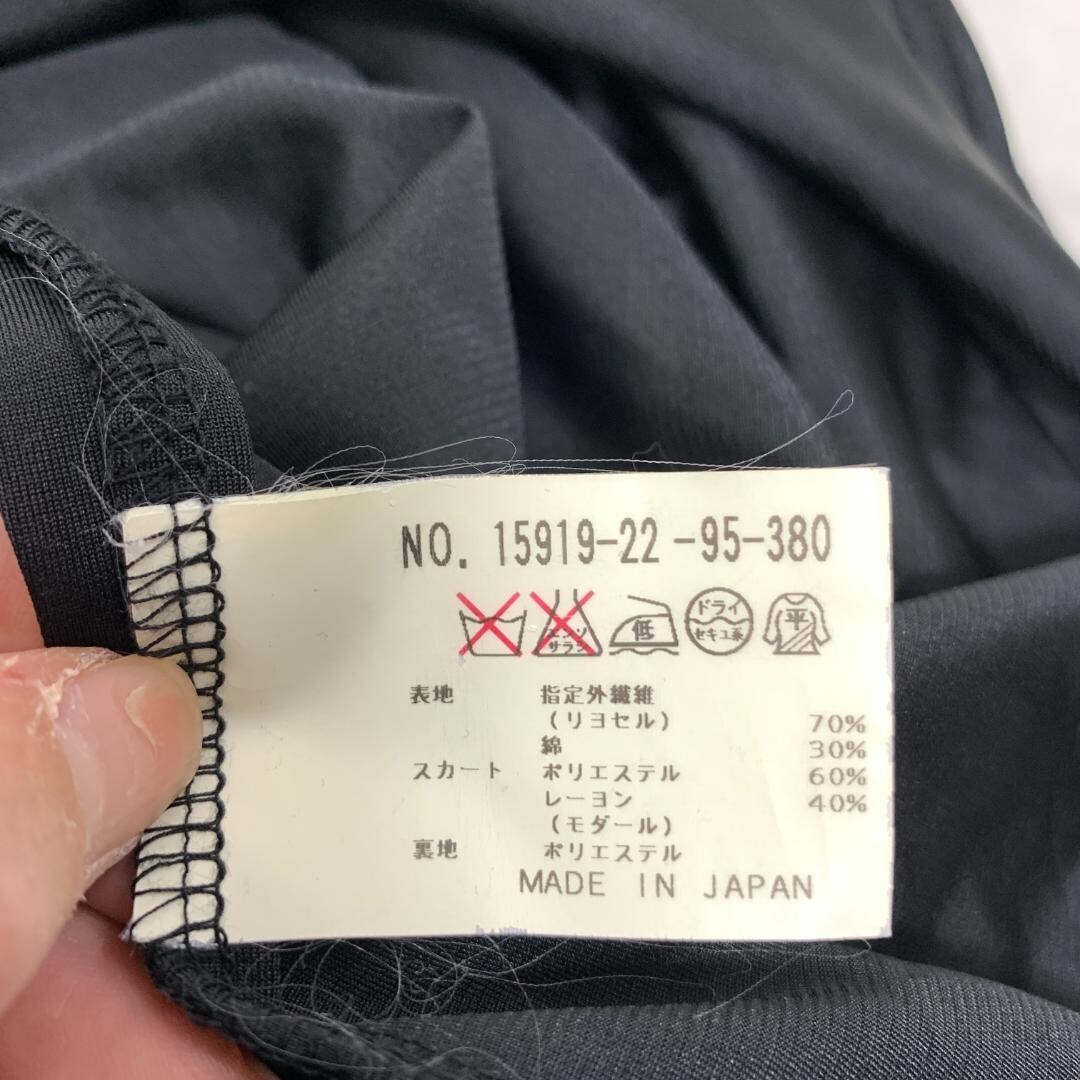 NO. 15919-22-95-380
エンソ サラシ 低 ドライ セキユ系 平
表地 指定外繊維
(リヨセル) 70%
綿 30%
スカート ポリエステル 60%
レーヨン 40%
(モダール)
裏地 ポリエステル
MADE IN JAPAN